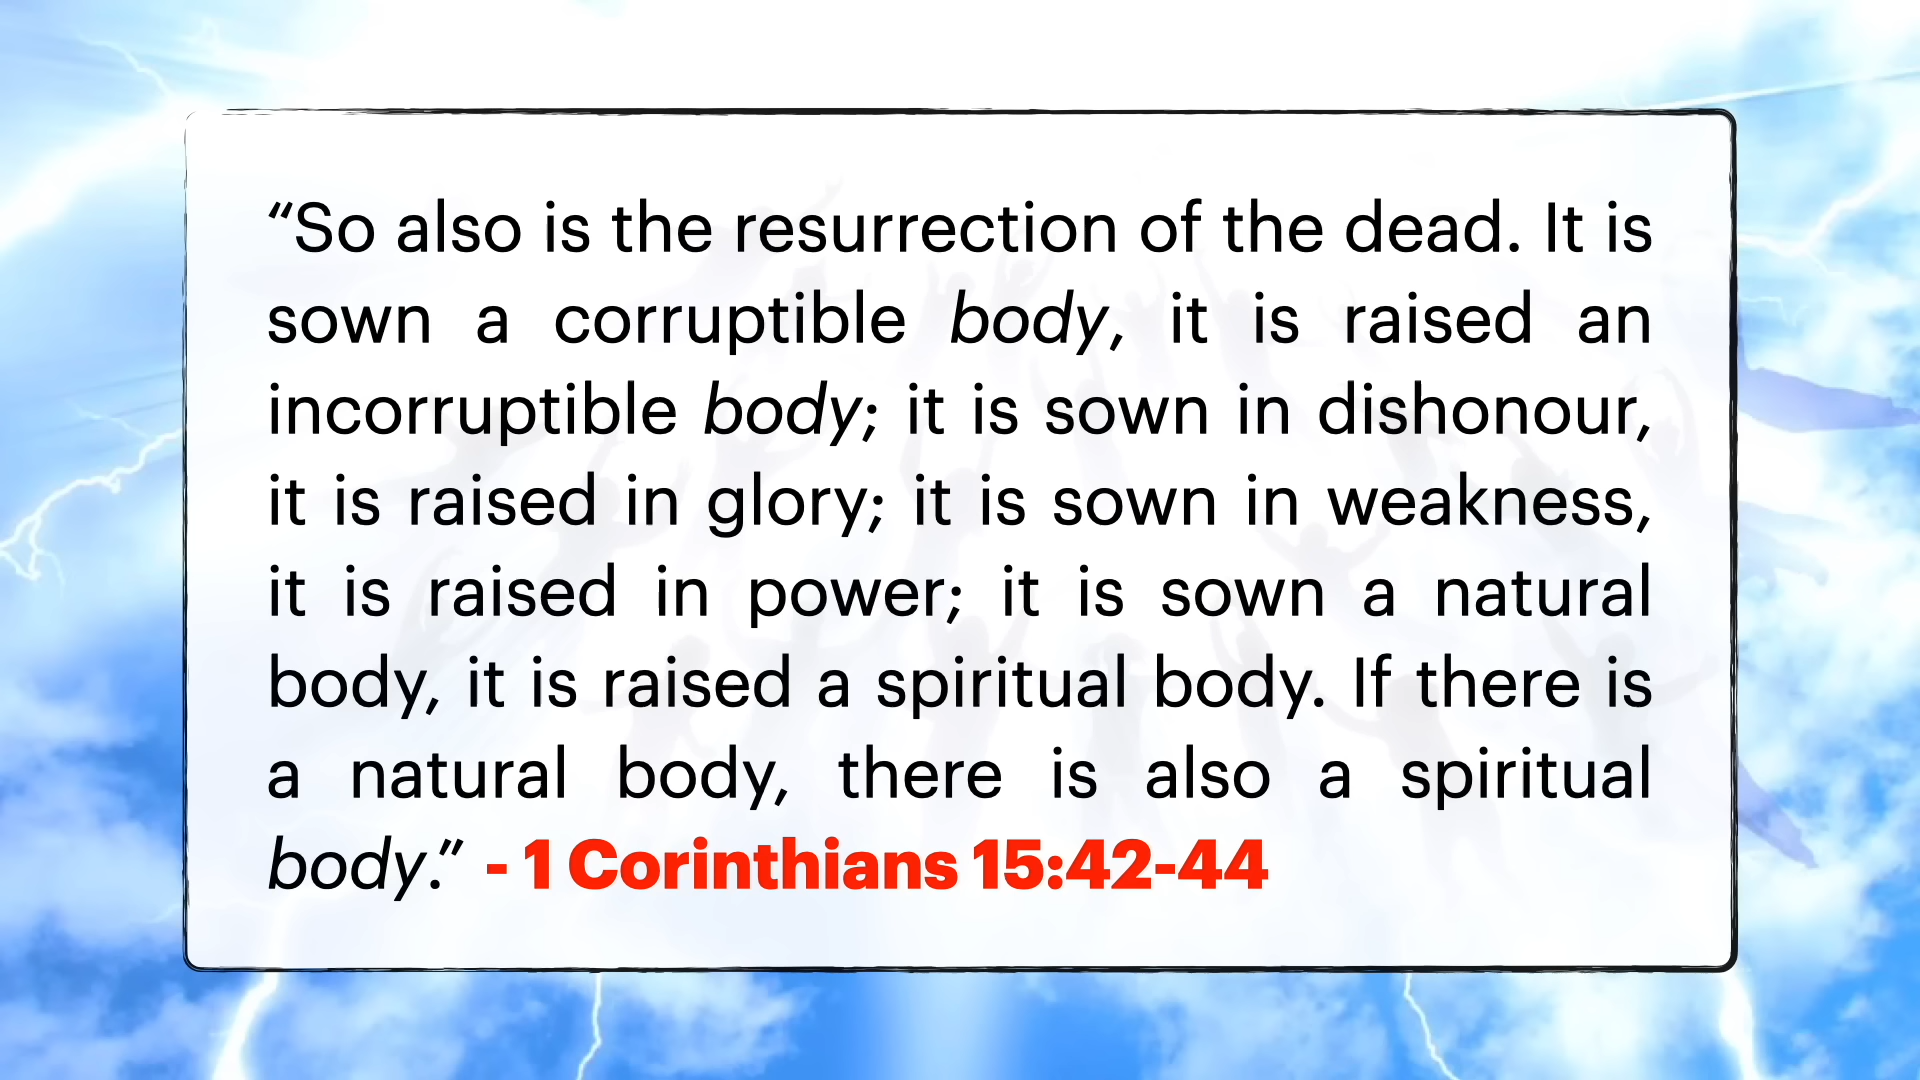 “So also is the resurrection of the dead. It is
sown a corruptible body, it is raised an
incorruptible body; it is sown in dishonour,
it is raised in glory; it is sown in weakness,
it is raised in power; it is sown a natural
body, it is raised a spiritual body. If there is
a natural body, there is also a spiritual
body.” - 1 Corinthians 15:42-44